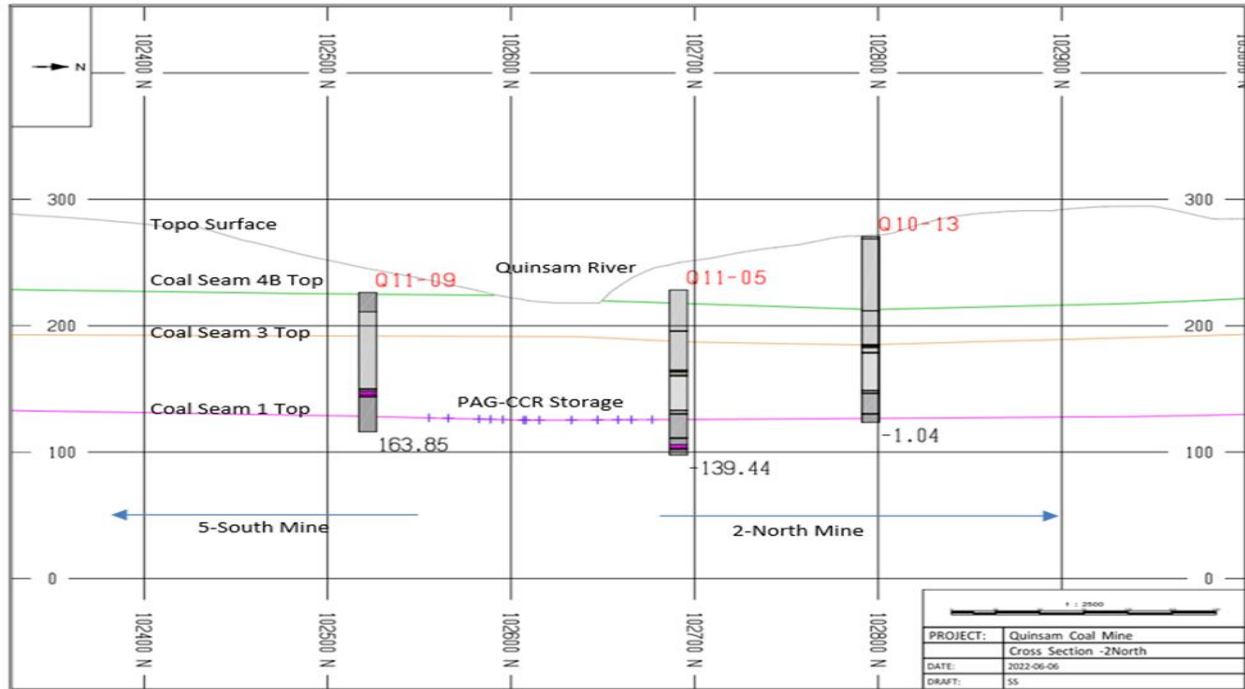 N
102400 N
102500 N
102600 N
102700 N
102800 N
102900 N
300
300
Topo Surface
Q10-13
Quinsam River
Coal Seam 4B Top
Q11-09
Q11-05
200
200
Coal Seam 3 Top
Coal Seam 1 Top
PAG-CCR Storage
163.85
-139.44
-1.04
100
100
5-South Mine
2-North Mine
0
0
102400 N
102500 N
102600 N
102700 N
102800 N
1 : 2500
PROJECT: Quinsam Coal Mine
Cross Section -2North
DATE: 2022-06-06
DRAFT: SS